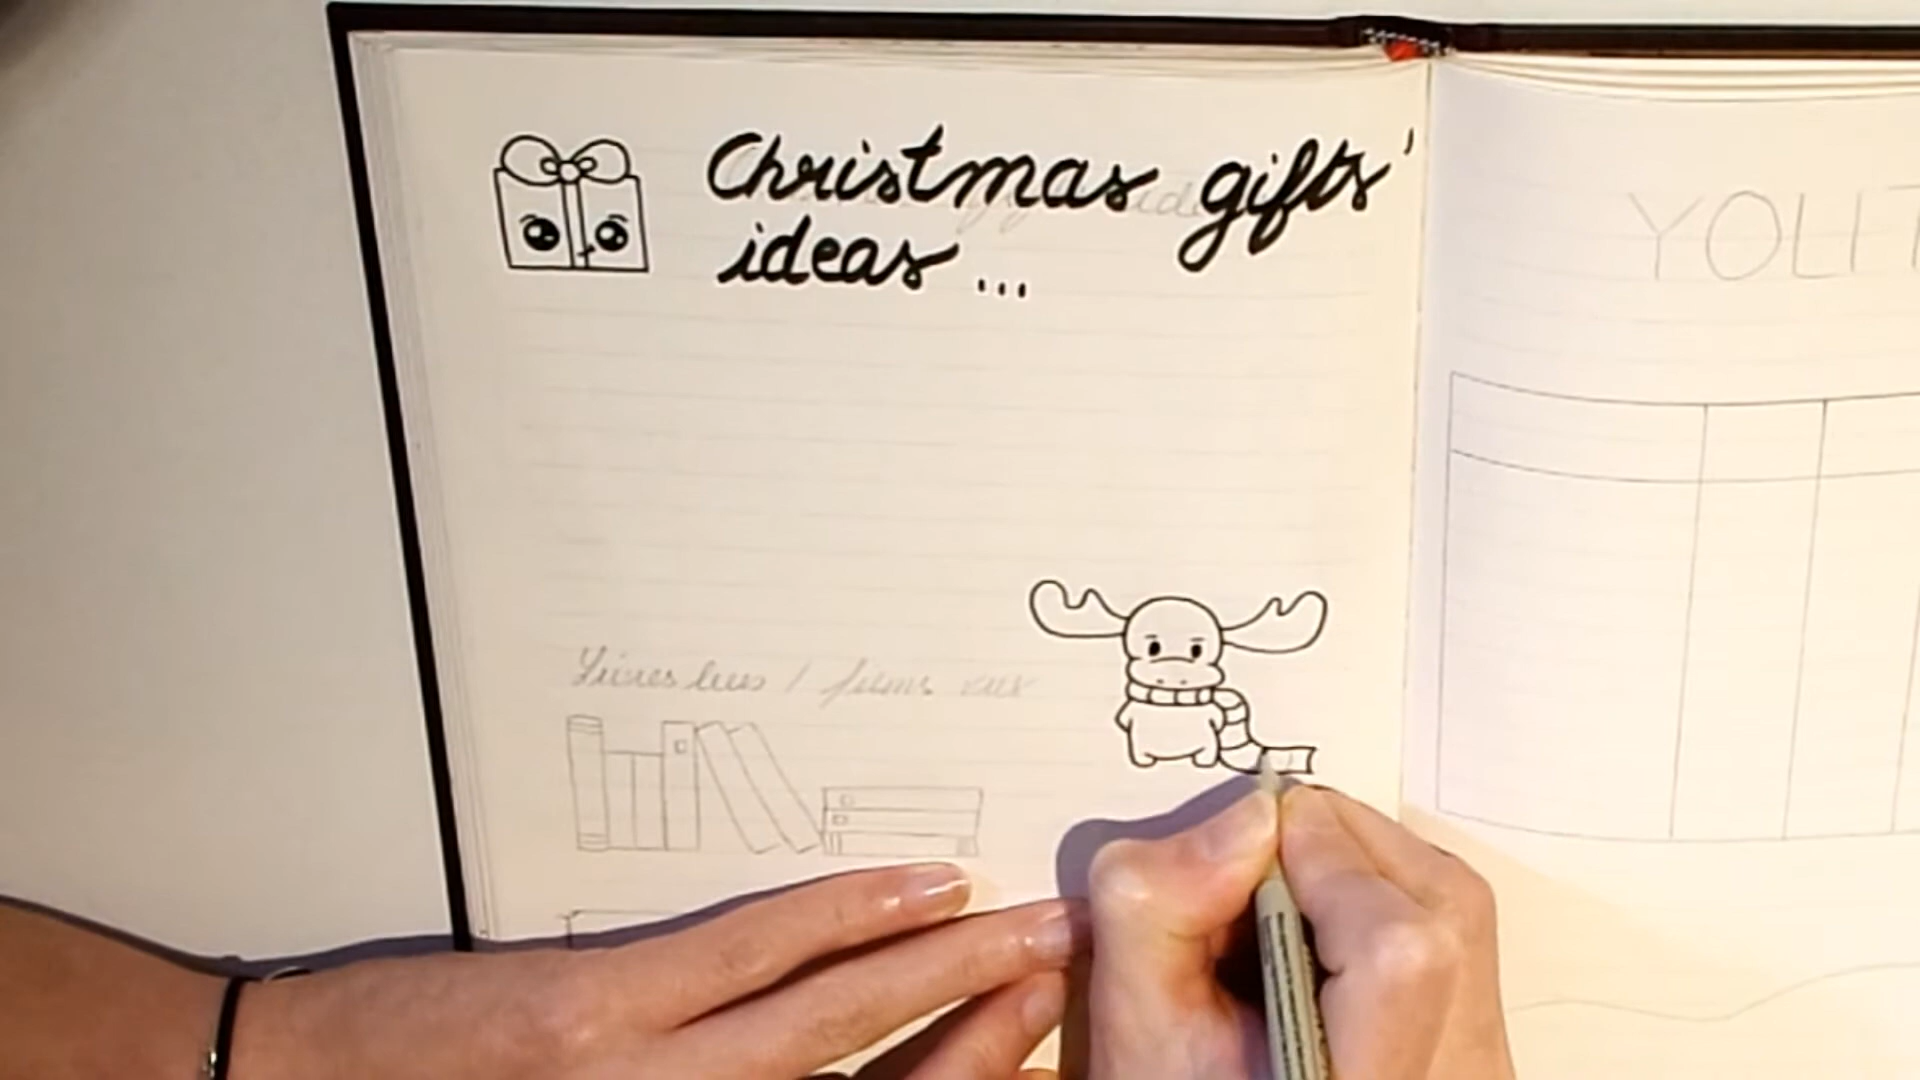 Christmas gifts'
ideas ...
Livres lus / films vus